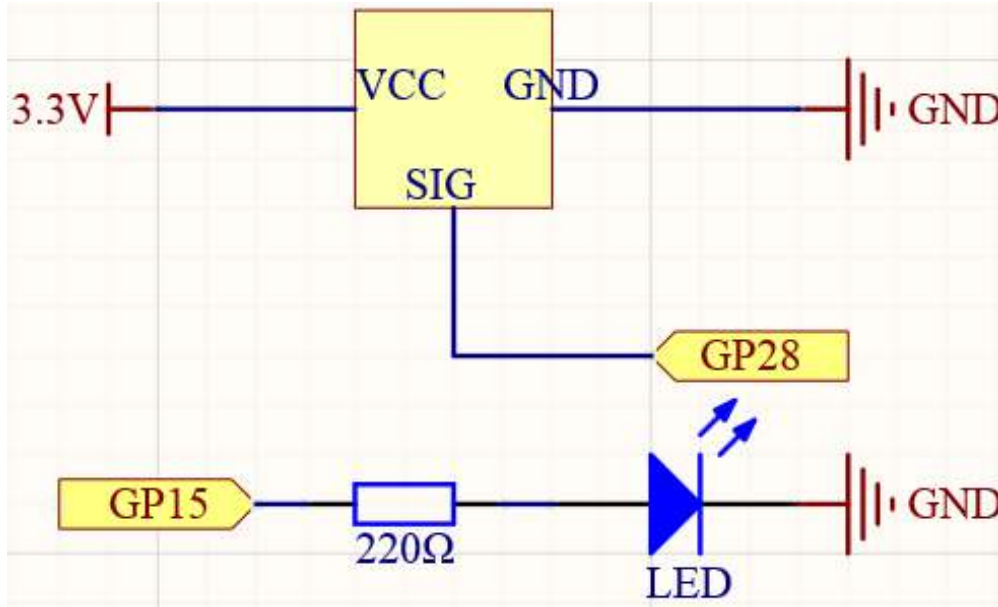 VCC GND
3.3V GND
SIG
GP28
GP15 GND
220Ω
LED